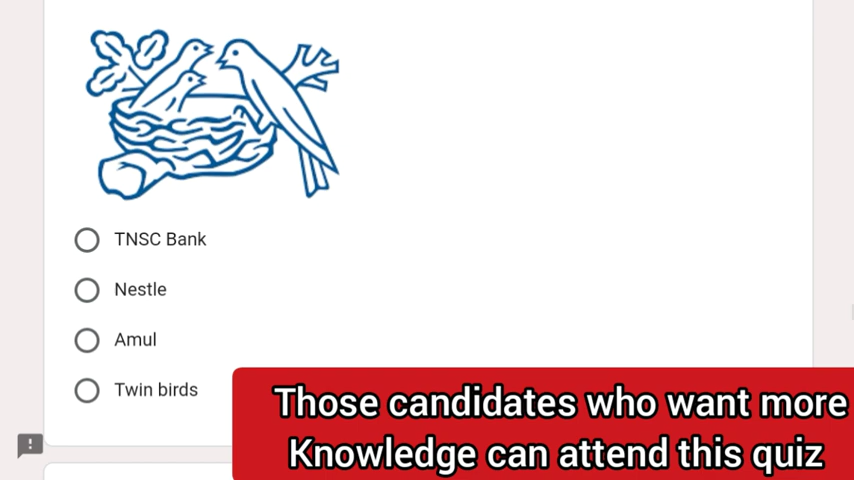 TNSC Bank
Nestle
Amul
Twin birds
Those candidates who want more
Knowledge can attend this quiz